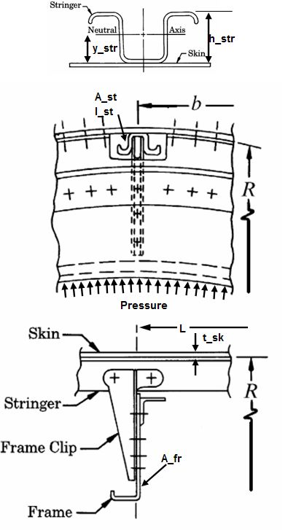 Stringer
Neutral Axis
y_str
h_str
Skin
A_st
I_st
b
R
Pressure
L
Skin
t_sk
R
Stringer
Frame Clip
A_fr
Frame